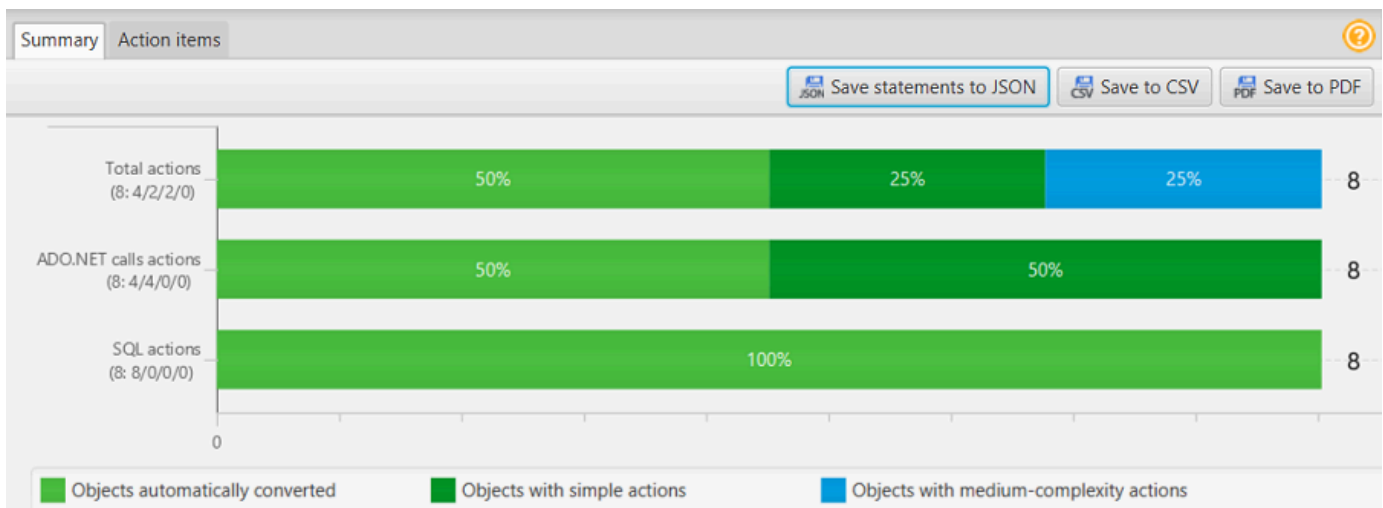 Summary Action items
JSON Save statements to JSON CSV Save to CSV PDF Save to PDF
Total actions
(8: 4/2/2/0)
50% 25% 25% 8
ADO.NET calls actions
(8: 4/4/0/0)
50% 50% 8
SQL actions
(8: 8/0/0/0)
100% 8
0
Objects automatically converted Objects with simple actions Objects with medium-complexity actions